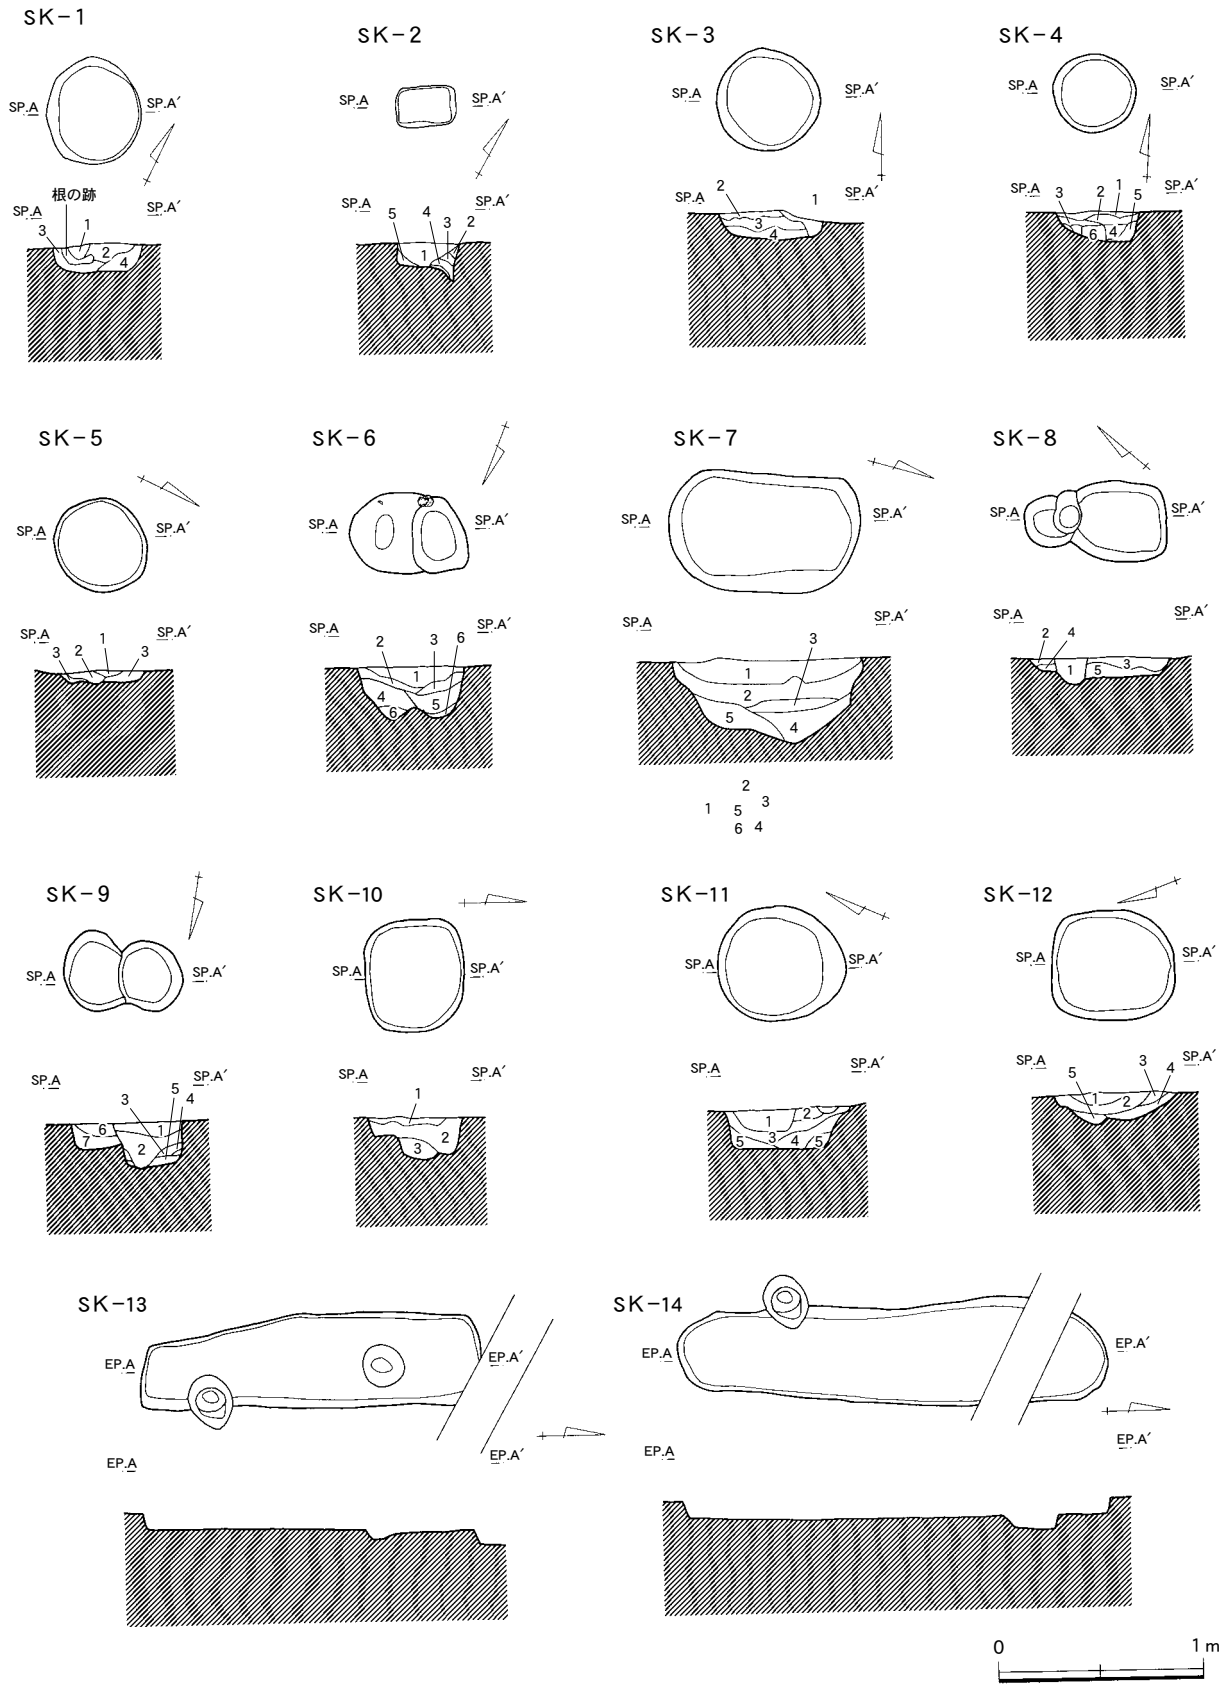 SK-1
SP.A SP.A′
根の跡
SP.A SP.A′
3 1 2 4
SK-2
SP.A SP.A′
SP.A SP.A′
5 4 3 2 1
SK-3
SP.A SP.A′
SP.A SP.A′
2 1 3 4
SK-4
SP.A SP.A′
SP.A SP.A′
3 2 1 5 6 4
SK-5
SP.A SP.A′
SP.A SP.A′
3 2 1 3
SK-6
SP.A SP.A′
SP.A SP.A′
2 3 6 1 4 5 6
SK-7
SP.A SP.A′
SP.A SP.A′
3 1 2 5 4
2
1 5 3
6 4
SK-8
SP.A SP.A′
SP.A SP.A′
2 4 1 5 3
SK-9
SP.A SP.A′
SP.A SP.A′
3 5 4 6 1 7 2
SK-10
SP.A SP.A′
SP.A SP.A′
1 2 3
SK-11
SP.A SP.A′
SP.A SP.A′
1 2 5 3 4 5
SK-12
SP.A SP.A′
SP.A SP.A′
5 3 4 1 2
SK-13
EP.A EP.A′
EP.A EP.A′
SK-14
EP.A EP.A′
EP.A EP.A′
0 1 m